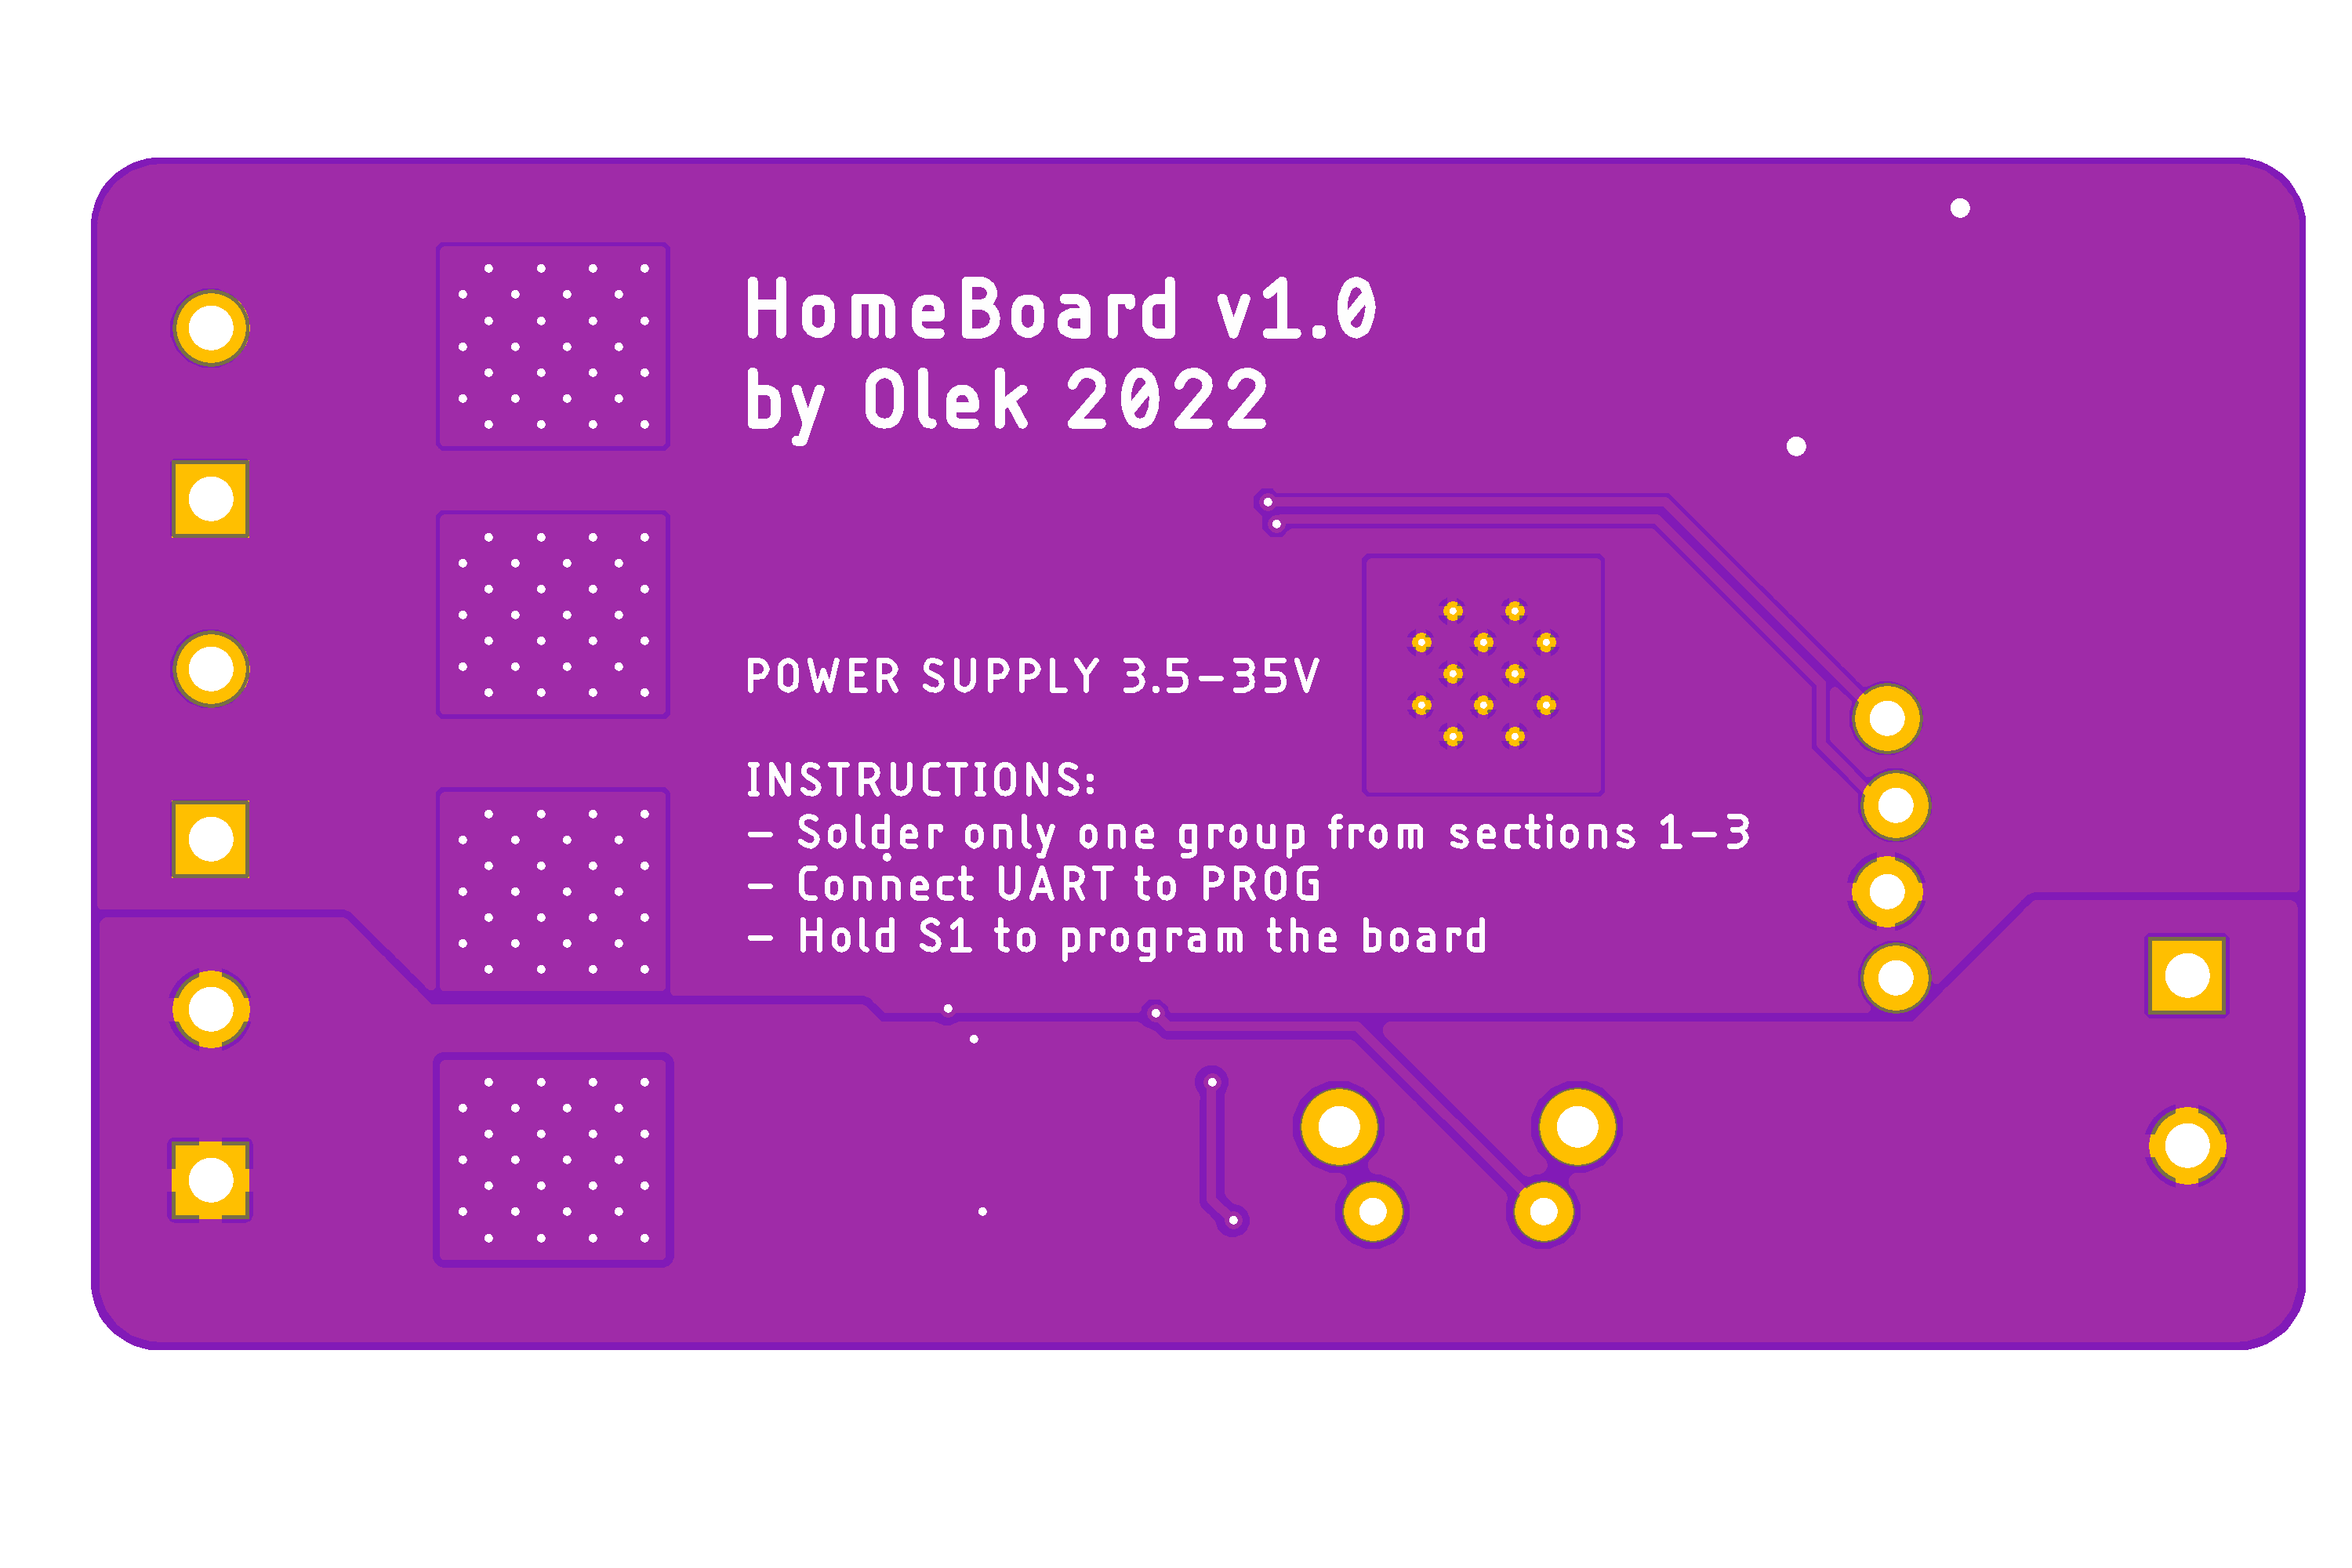 HomeBoard v1.0
by Olek 2022
POWER SUPPLY 3.5-35V
INSTRUCTIONS:
- Solder only one group from sections 1-3
- Connect UART to PROG
- Hold S1 to program the board